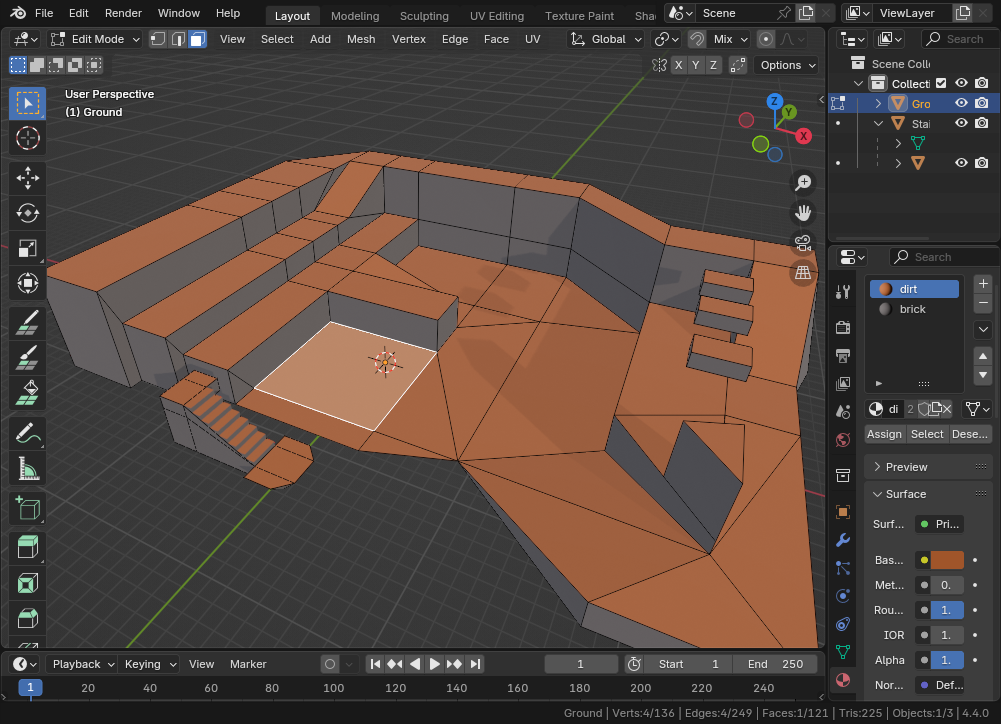 File Edit Render Window Help Layout Modeling Sculpting UV Editing Texture Paint Sha Scene ViewLayer
Edit Mode View Select Add Mesh Vertex Edge Face UV Global Mix Search
X Y Z Options
User Perspective
(1) Ground
Z
Y
X
Scene Coll
Collecti
Gro
Stai
Search
dirt
brick
di 2
Assign Select Dese...
Preview
Surface
Surf... Pri...
Bas...
Met... 0.
Rou... 1.
IOR 1.
Alpha 1.
Nor... Def...
Playback Keying View Marker 1 Start 1 End 250
1 20 40 60 80 100 120 140 160 180 200 220 240
Ground | Verts:4/136 | Edges:4/249 | Faces:1/121 | Tris:225 | Objects:1/3 | 4.4.0